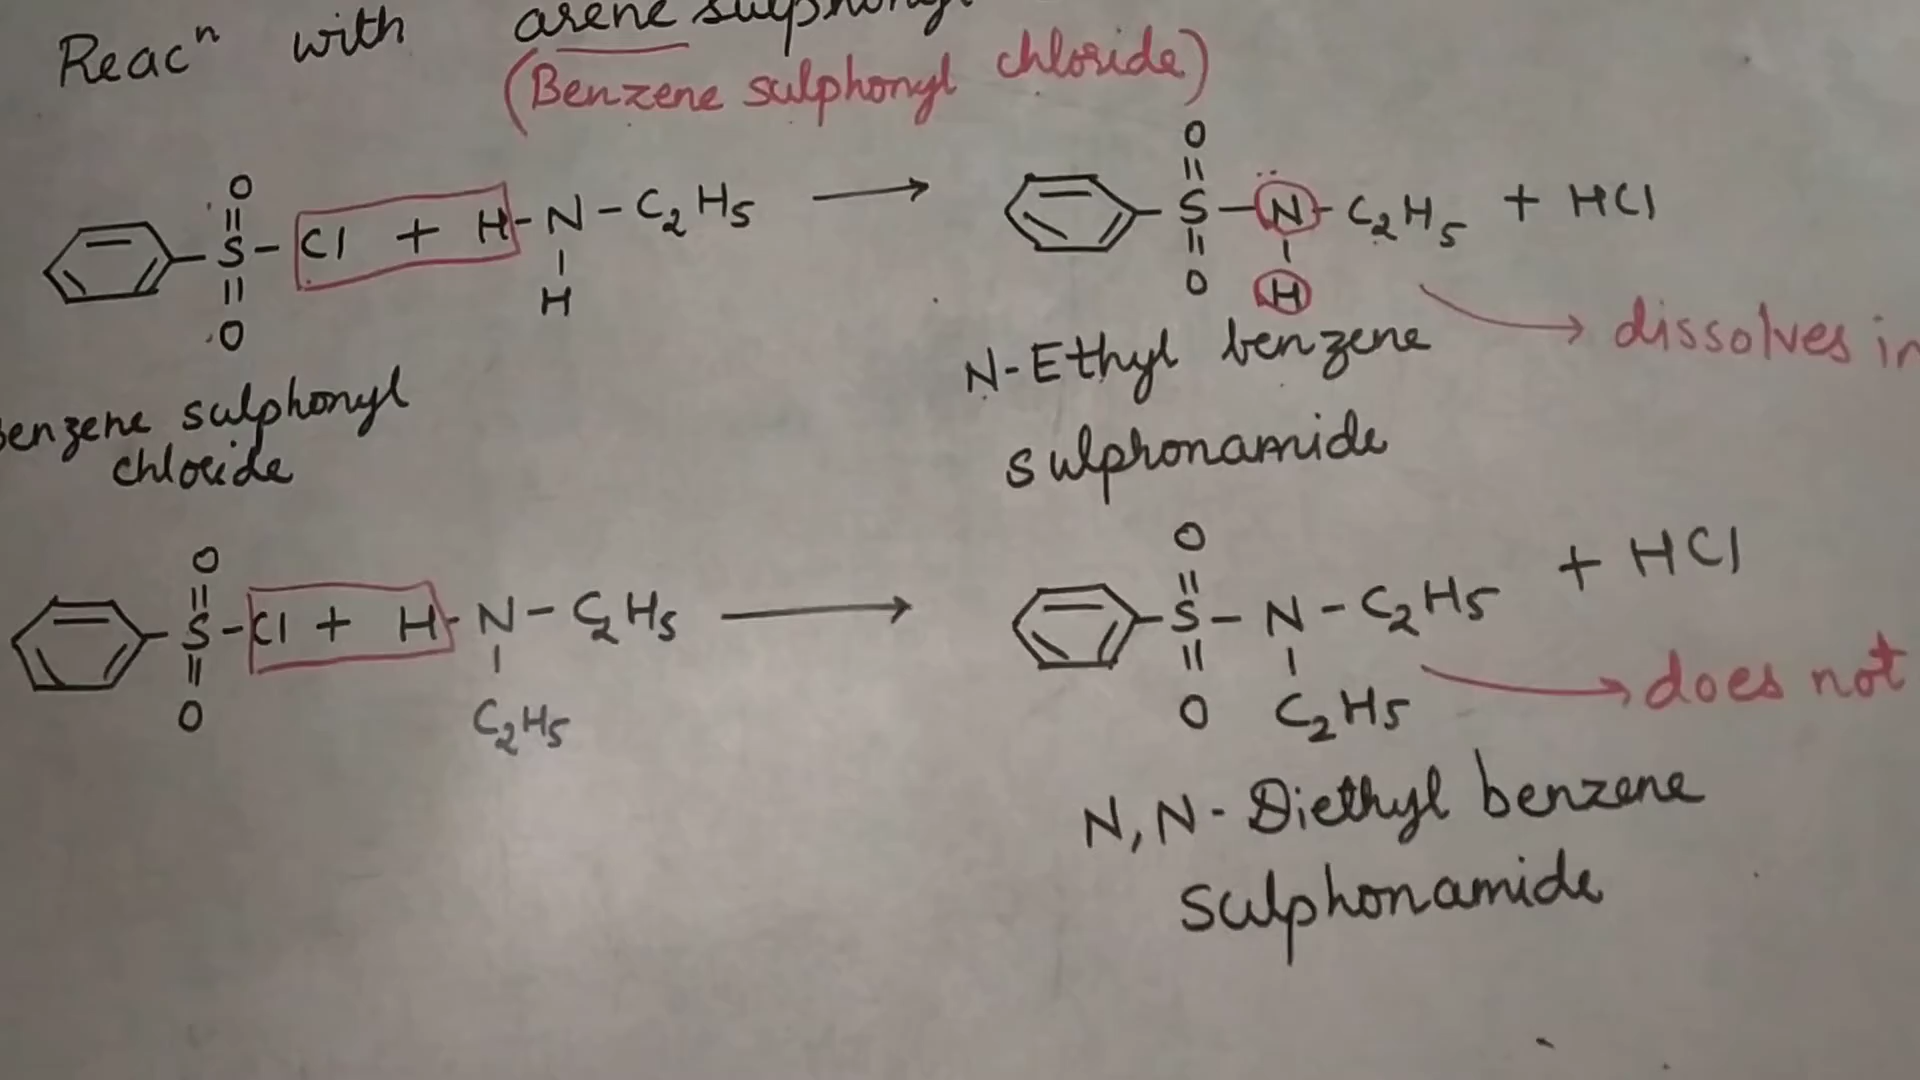 Reacⁿ with arene
(Benzene sulphonyl chloride)
O
||
S - Cl + H - N - C₂H₅ → S - N - C₂H₅ + HCl
||
O
H
O
||
||
O
H
dissolves in
benzene sulphonyl
chloride
N-Ethyl benzene
sulphonamide
O
||
S - Cl + H - N - C₂H₅ → S - N - C₂H₅ + HCl
||
O
C₂H₅
O
||
||
O
C₂H₅
does not
N,N-Diethyl benzene
sulphonamide